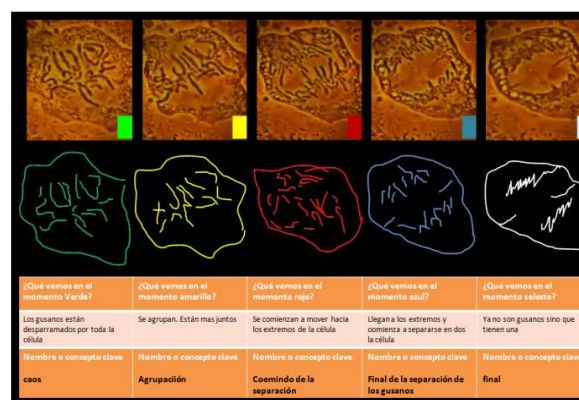 ¿Qué vemos en el
momento Verde?
¿Qué vemos en el
momento amarillo?
¿Qué vemos en el
momento rojo?
¿Qué vemos en el
momento azul?
¿Qué vemos en el
momento celeste?
Los gusanos están
desparramados por toda la
célula
Se agrupan. Están mas juntos
Se comienzan a mover hacia
los extremos de la célula
Llegan a los extremos y
comienza a separarse en dos
la célula
Ya no son gusanos sino que
tienen una
Nombre o concepto clave
Nombre o concepto clave
Nombre o concepto clave
Nombre o concepto clave
Nombre o concepto clave
caos
Agrupaciión
Coemindo de la
separación
Final de la separación de
los gusanos
final